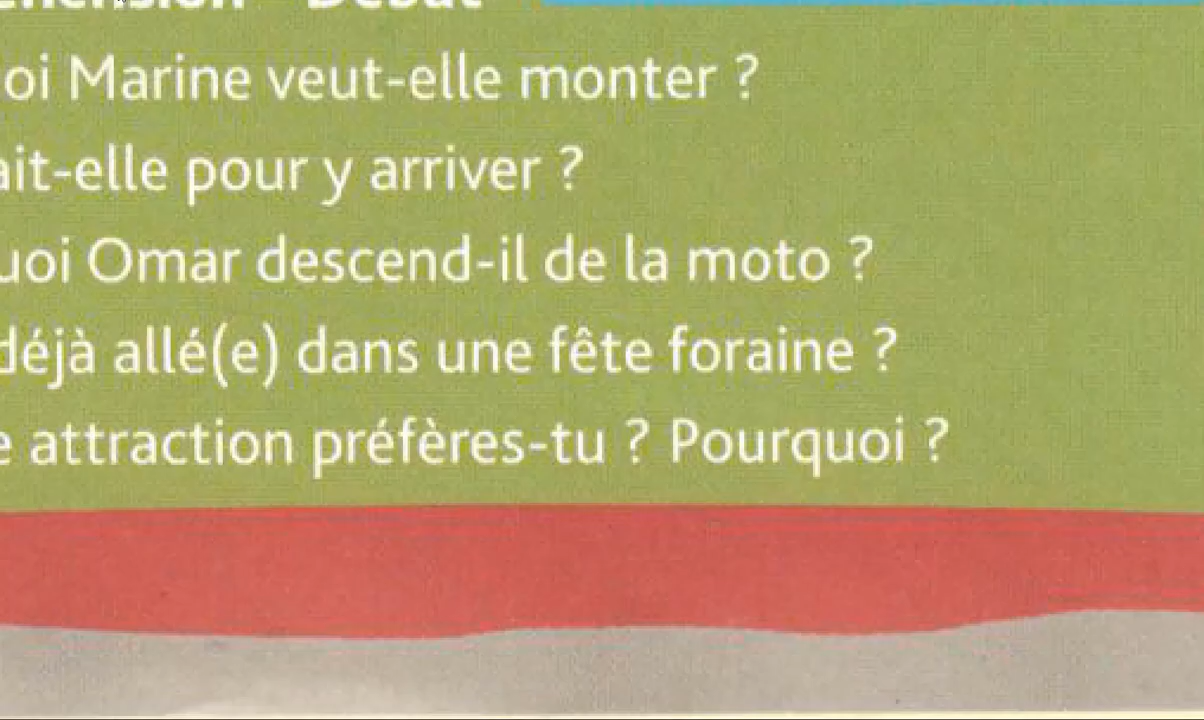 Débat
oi Marine veut-elle monter ?
ait-elle pour y arriver ?
uoi Omar descend-il de la moto ?
déjà allé(e) dans une fête foraine ?
e attraction préfères-tu ? Pourquoi ?